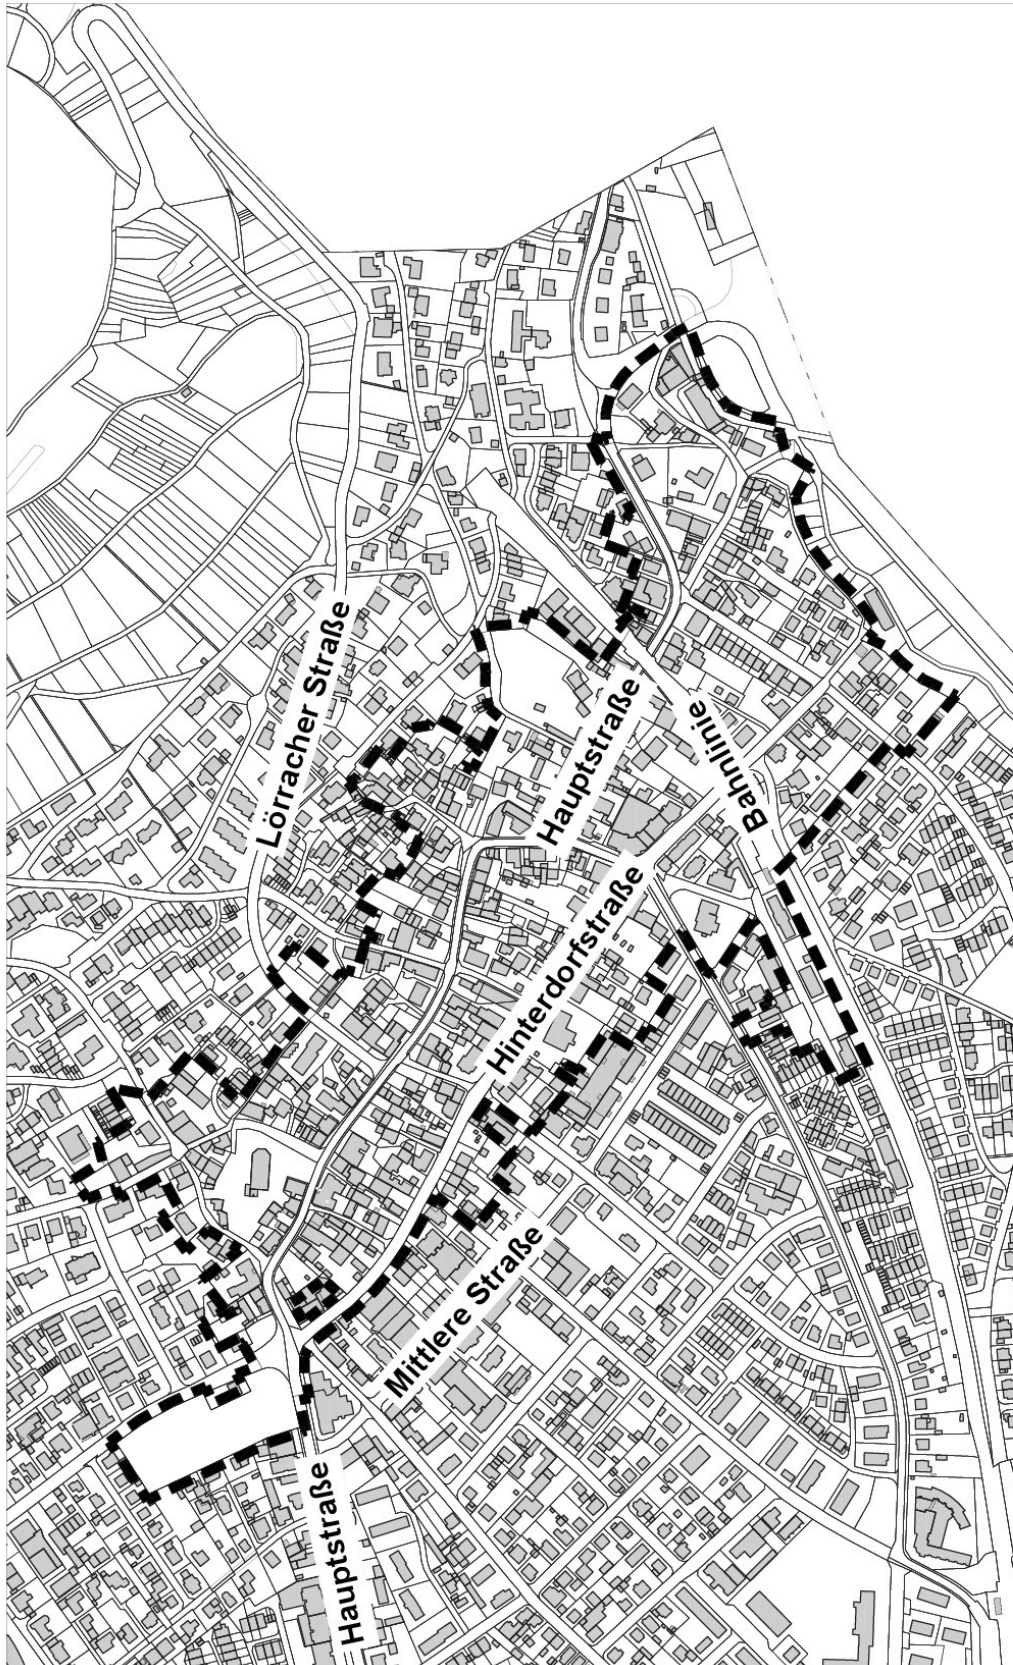 Lörracher Straße
Hauptstraße
Bahnlinie
Hinterdorfstraße
Mittlere Straße
Hauptstraße